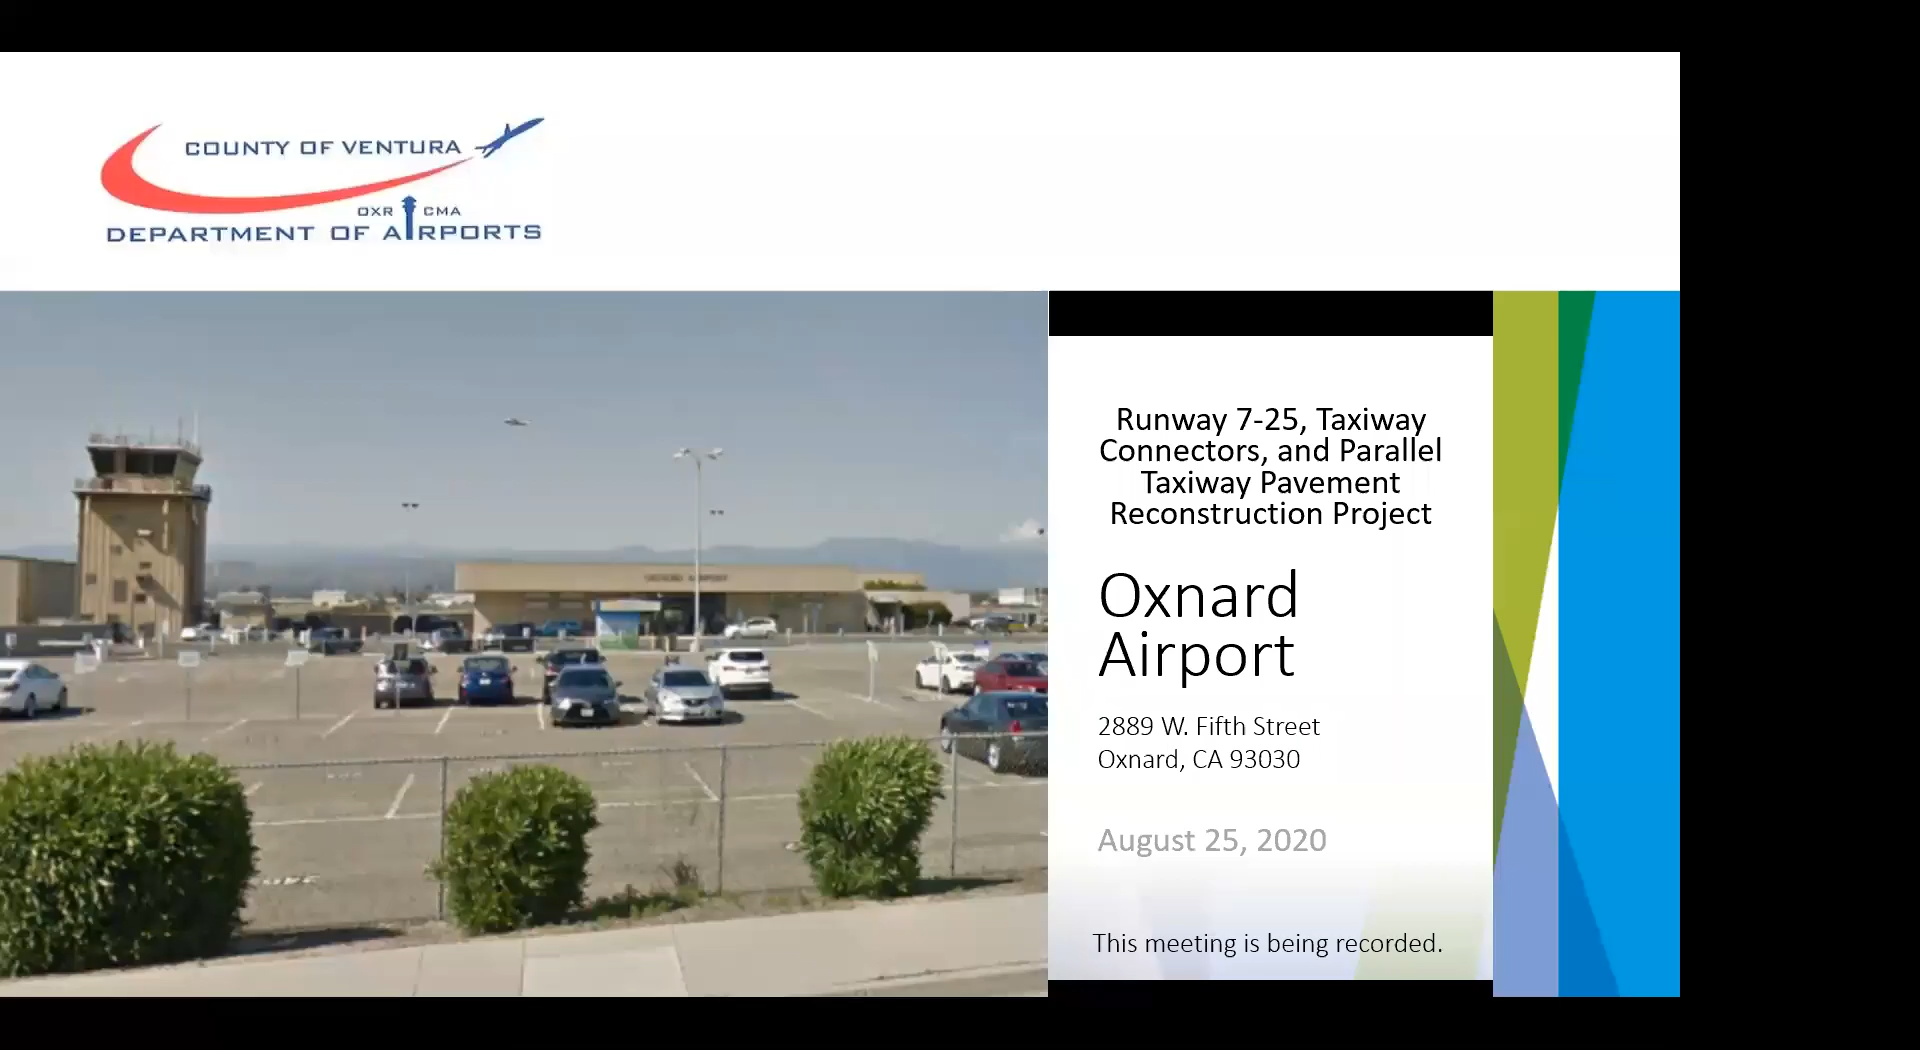 COUNTY OF VENTURA
OXR CMA
DEPARTMENT OF AIRPORTS
Runway 7-25, Taxiway
Connectors, and Parallel
Taxiway Pavement
Reconstruction Project
Oxnard
Airport
2889 W. Fifth Street
Oxnard, CA 93030
August 25, 2020
This meeting is being recorded.